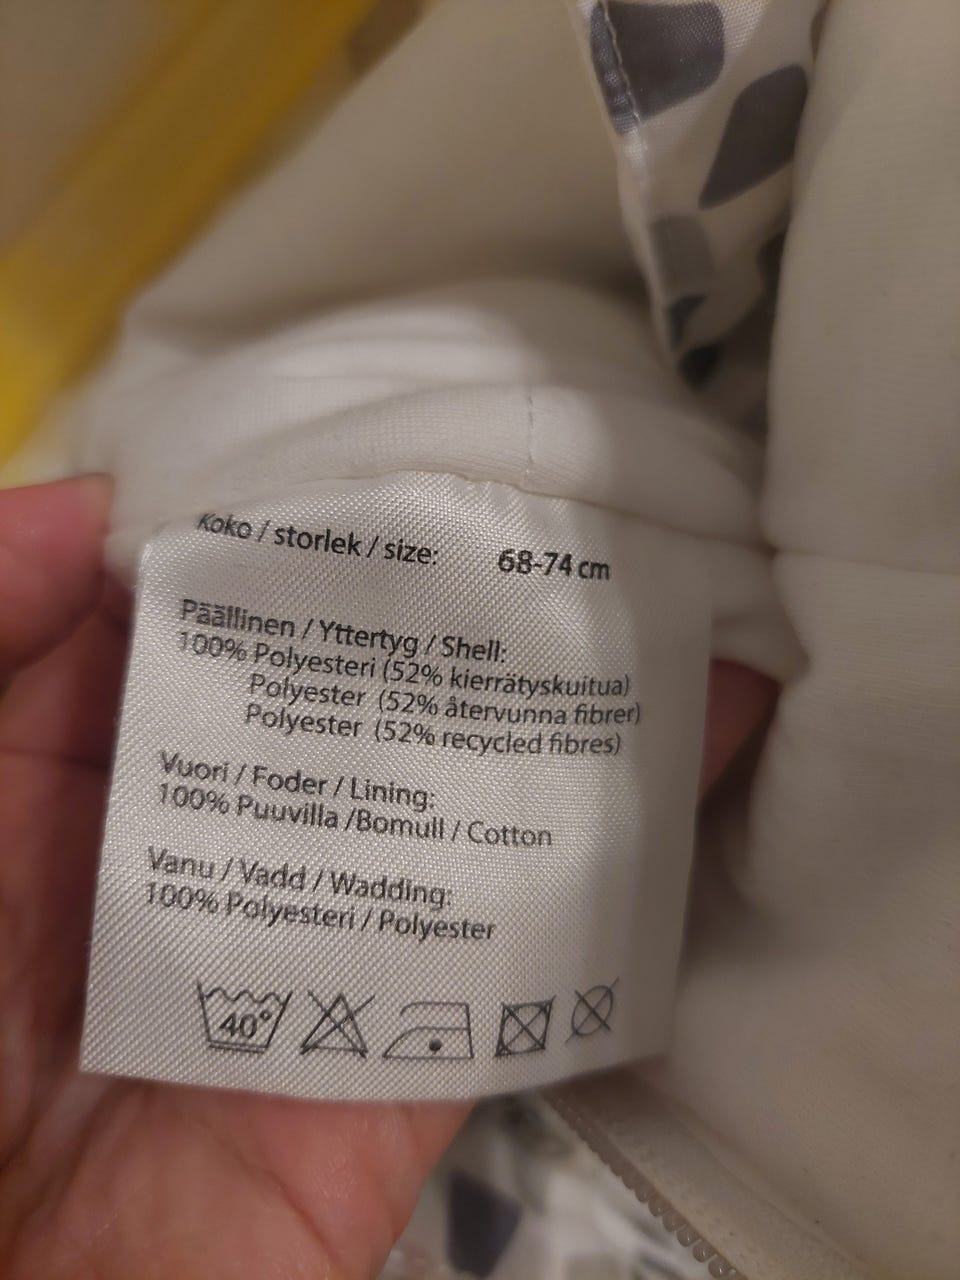 Koko / storlek / size: 68-74 cm
Päällinen / Yttertyg / Shell:
100% Polyesteri (52% kierrätyskuitua)
Polyester (52% återvunna fibrer)
Polyester (52% recycled fibres)
Vuori / Foder / Lining:
100% Puuvilla /Bomull / Cotton
Vanu / Vadd / Wadding:
100% Polyesteri / Polyester
40°